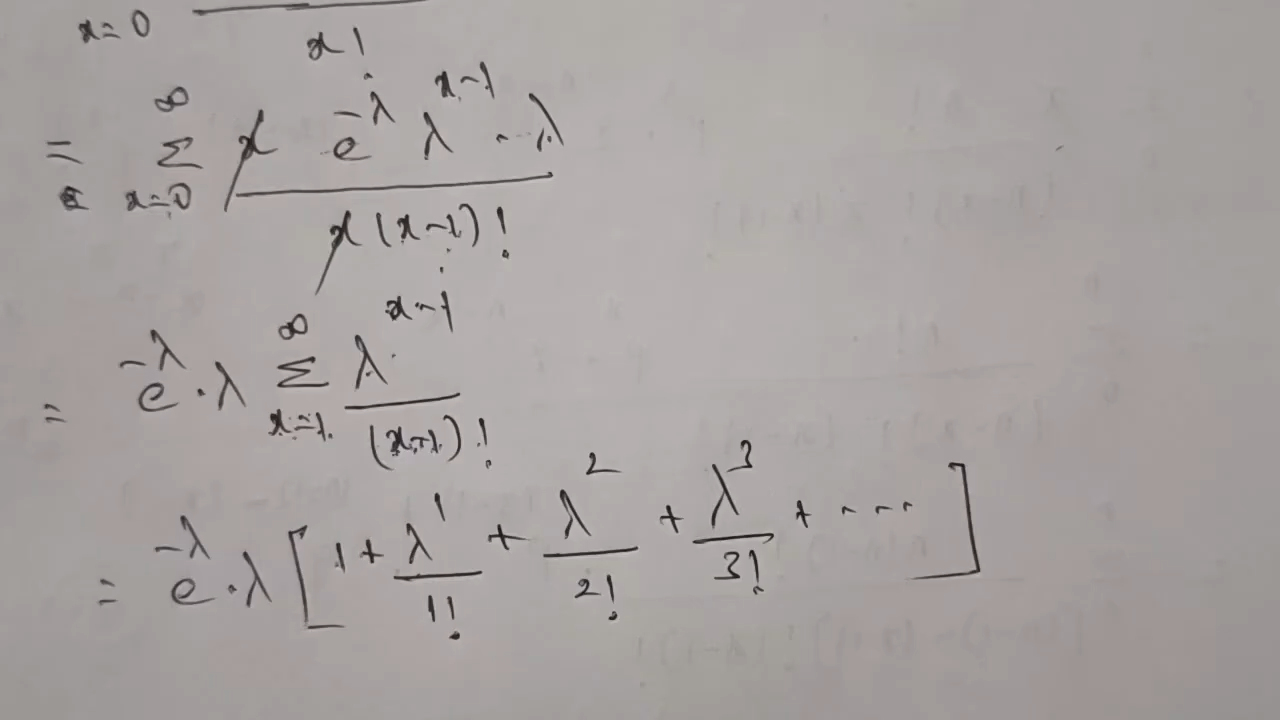 x=0 x!
= ∑_{x=0}^{∞} x e^{-λ} λ^{x-1} · λ / x(x-1)!
= e^{-λ} · λ ∑_{x=1}^{∞} λ^{x-1} / (x-1)!
= e^{-λ} · λ [ 1 + λ^1/1! + λ^2/2! + λ^3/3! + .... ]